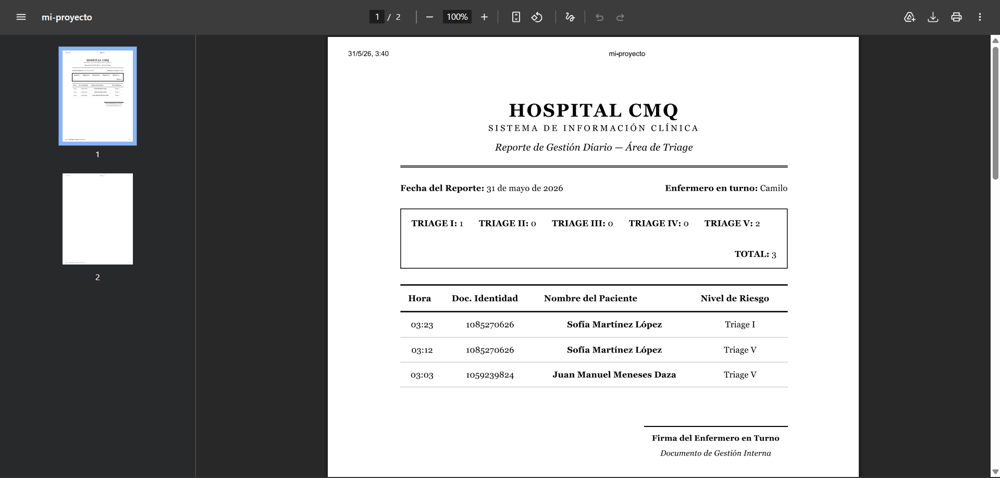 mi-proyecto
1 / 2
100%
1
2
31/5/26, 3:40 mi-proyecto
HOSPITAL CMQ
SISTEMA DE INFORMACIÓN CLÍNICA
Reporte de Gestión Diario — Área de Triage
Fecha del Reporte: 31 de mayo de 2026 Enfermero en turno: Camilo
TRIAGE I: 1 TRIAGE II: 0 TRIAGE III: 0 TRIAGE IV: 0 TRIAGE V: 2
TOTAL: 3
Hora Doc. Identidad Nombre del Paciente Nivel de Riesgo
03:23 1085270626 Sofía Martínez López Triage I
03:12 1085270626 Sofía Martínez López Triage V
03:03 1059239824 Juan Manuel Meneses Daza Triage V
Firma del Enfermero en Turno
Documento de Gestión Interna